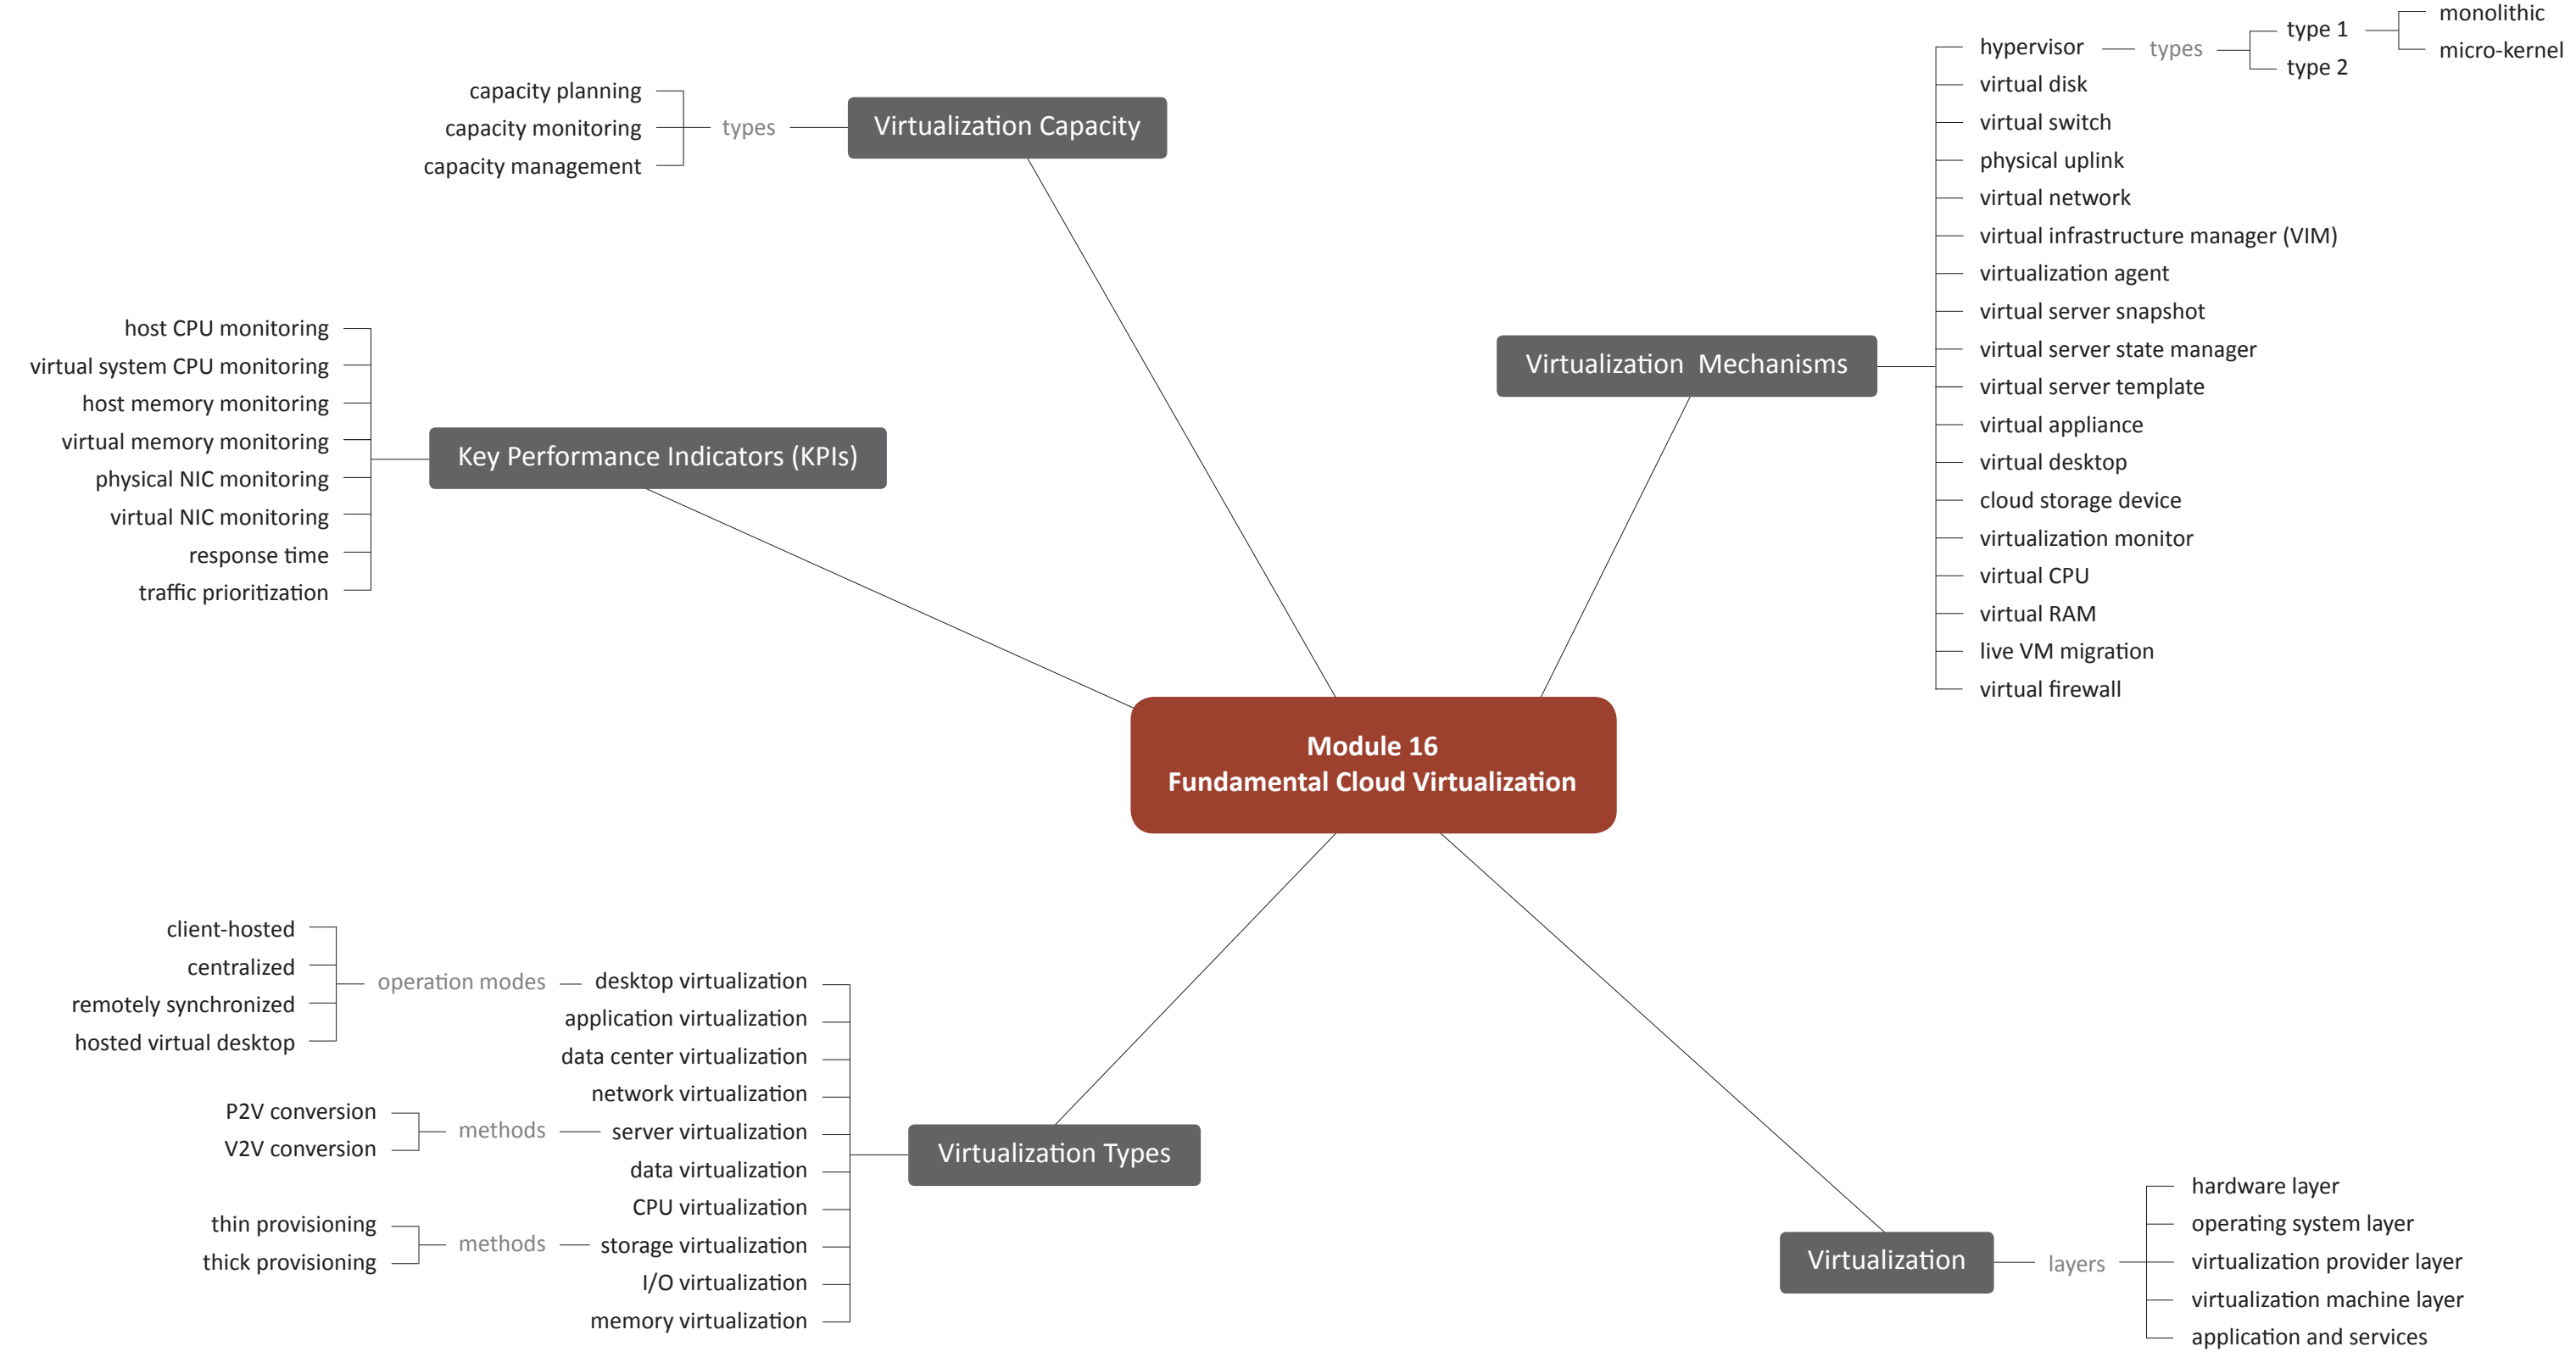 Module 16
Fundamental Cloud Virtualization
Virtualization Capacity
types
capacity planning
capacity monitoring
capacity management
Key Performance Indicators (KPIs)
host CPU monitoring
virtual system CPU monitoring
host memory monitoring
virtual memory monitoring
physical NIC monitoring
virtual NIC monitoring
response time
traffic prioritization
Virtualization Mechanisms
hypervisor
types
type 1
monolithic
micro-kernel
type 2
virtual disk
virtual switch
physical uplink
virtual network
virtual infrastructure manager (VIM)
virtualization agent
virtual server snapshot
virtual server state manager
virtual server template
virtual appliance
virtual desktop
cloud storage device
virtualization monitor
virtual CPU
virtual RAM
live VM migration
virtual firewall
Virtualization Types
desktop virtualization
operation modes
client-hosted
centralized
remotely synchronized
hosted virtual desktop
application virtualization
data center virtualization
network virtualization
server virtualization
methods
P2V conversion
V2V conversion
data virtualization
CPU virtualization
storage virtualization
methods
thin provisioning
thick provisioning
I/O virtualization
memory virtualization
Virtualization
layers
hardware layer
operating system layer
virtualization provider layer
virtualization machine layer
application and services